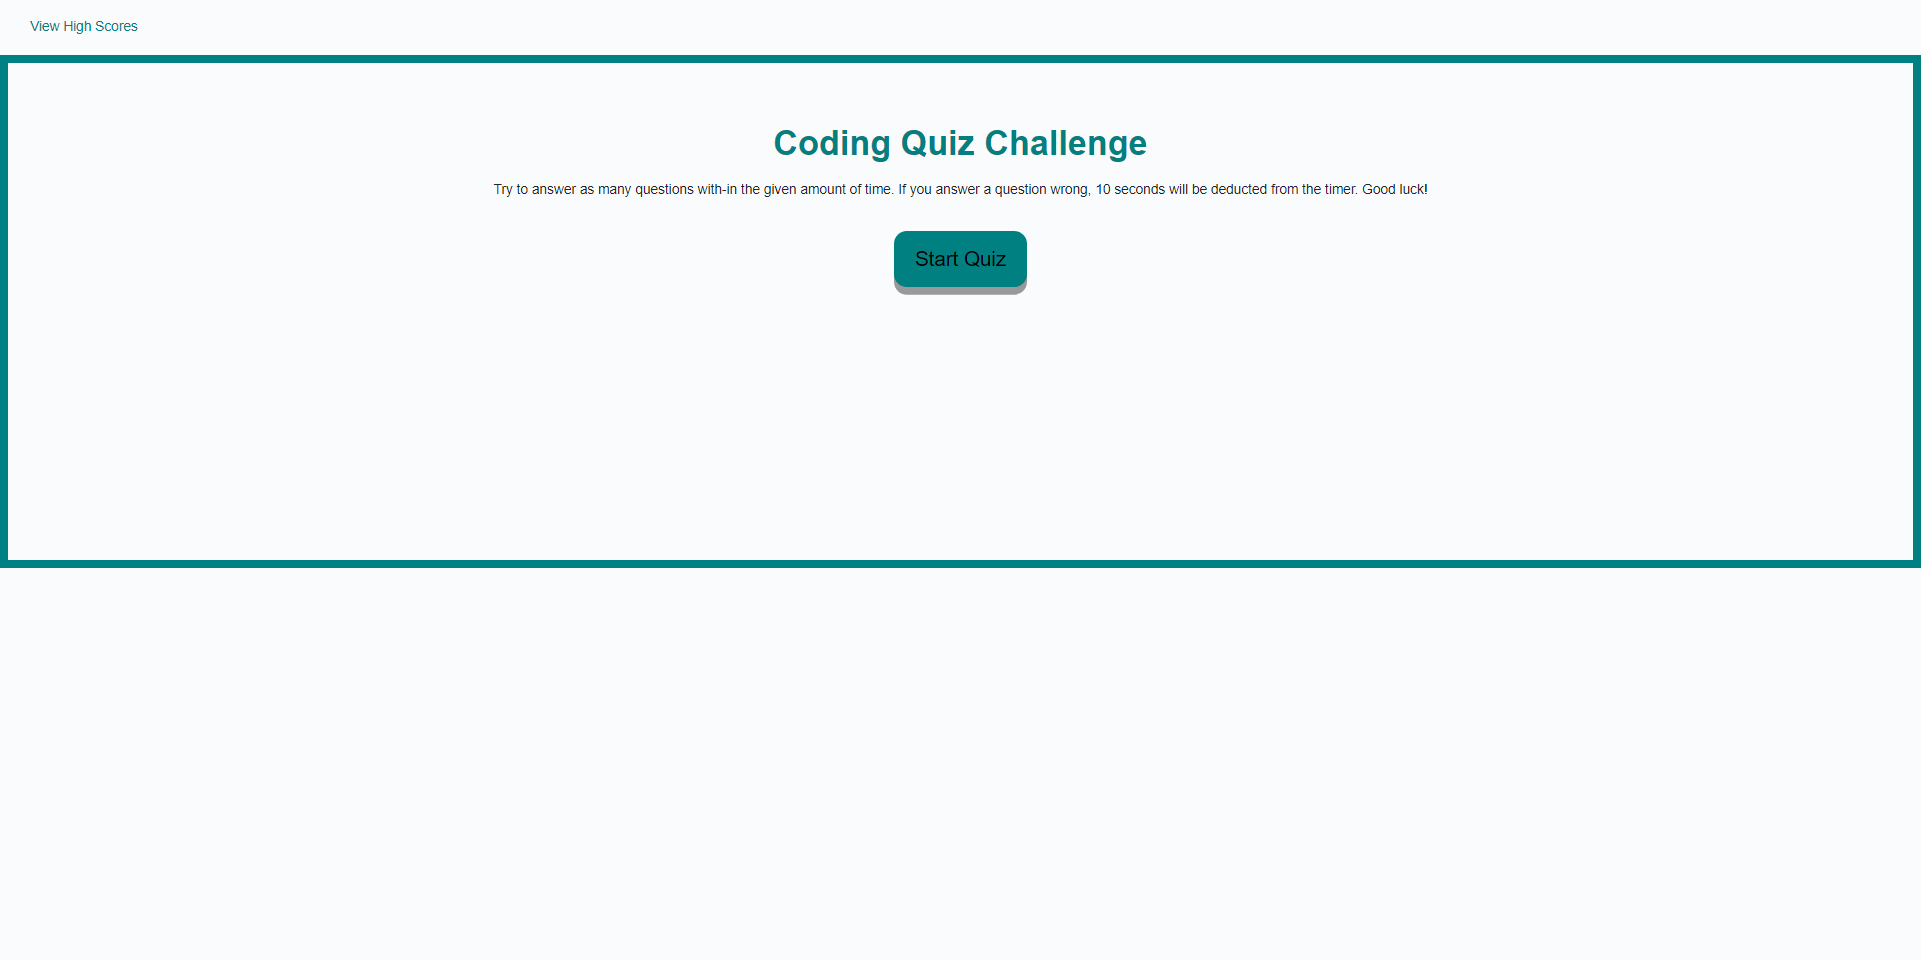 View High Scores
Coding Quiz Challenge
Try to answer as many questions with-in the given amount of time. If you answer a question wrong, 10 seconds will be deducted from the timer. Good luck!
Start Quiz